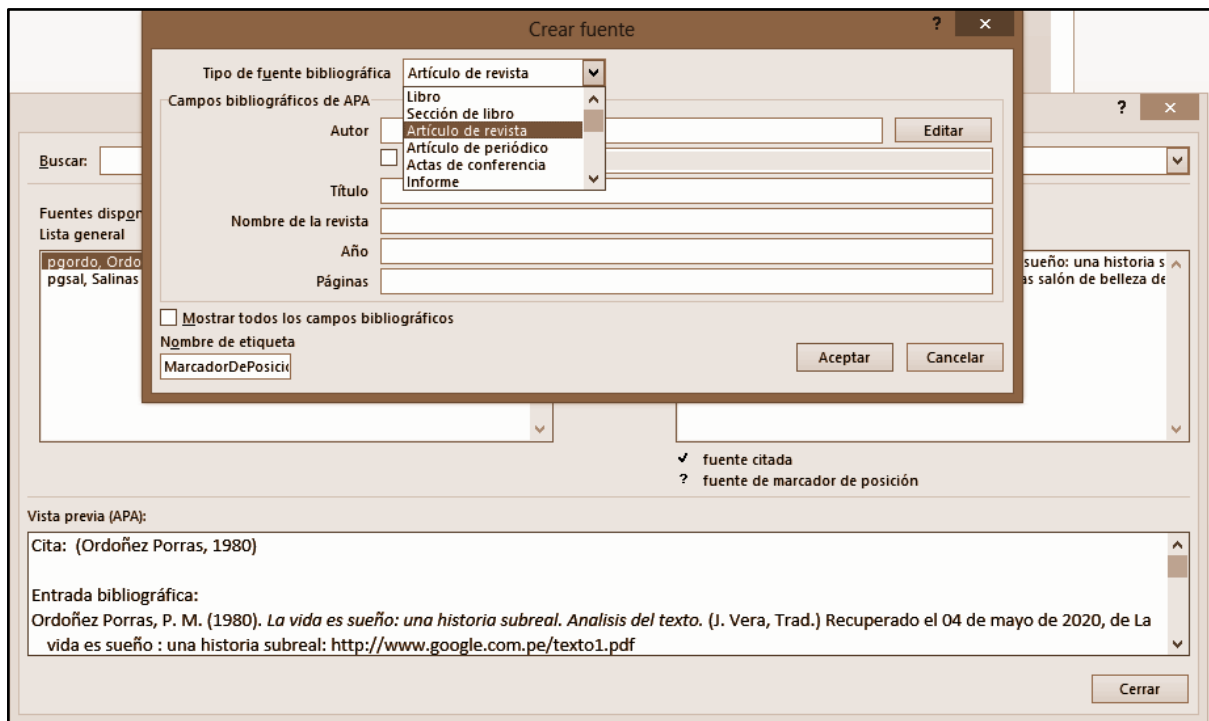 Crear fuente
?
×
Tipo de fuente bibliográfica Artículo de revista
Libro
Sección de libro
Artículo de revista
Artículo de periódico
Actas de conferencia
Informe
Campos bibliográficos de APA
Autor
Editar
Título
Nombre de la revista
Año
Páginas
Mostrar todos los campos bibliográficos
Nombre de etiqueta
Aceptar Cancelar
? ×
Buscar:
Lista general
pgordo,
pgsal, Salinas
sueño: una historia
salón de belleza
✓ fuente citada
? fuente de marcador de posición
Vista previa (APA):
Cita: (Ordoñez Porras, 1980)
Entrada bibliográfica:
Ordoñez Porras, P. M. (1980). La vida es sueño: una historia subreal. Analisis del texto. (J. Vera, Trad.) Recuperado el 04 de mayo de 2020, de La
vida es sueño : una historia subreal: http://www.google.com.pe/texto1.pdf
Cerrar